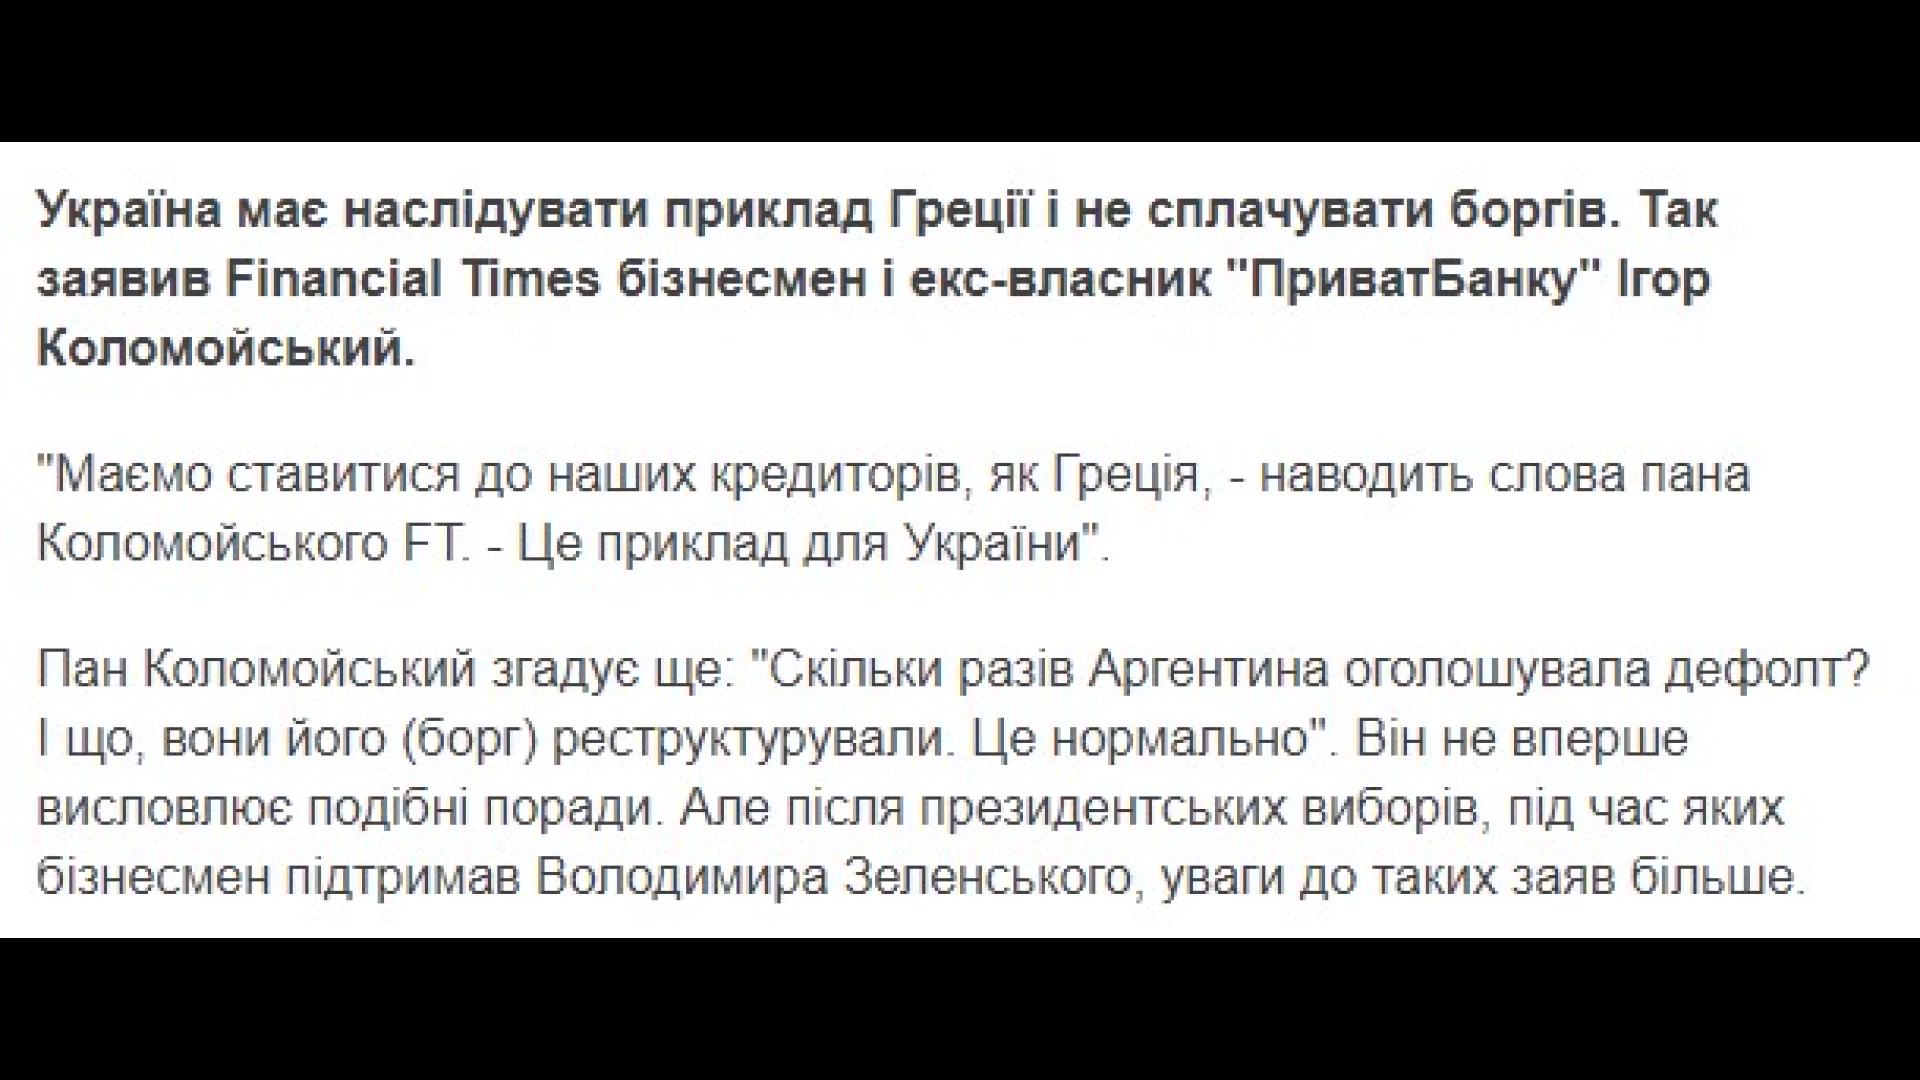 Україна має наслідувати приклад Греції і не сплачувати боргів. Так
заявив Financial Times бізнесмен і екс-власник "ПриватБанку" Ігор
Коломойський.
"Маємо ставитися до наших кредиторів, як Греція, - наводить слова пана
Коломойського FT. - Це приклад для України".
Пан Коломойський згадує ще: "Скільки разів Аргентина оголошувала дефолт?
І що, вони його (борг) реструктурували. Це нормально". Він не вперше
висловлює подібні поради. Але після президентських виборів, під час яких
бізнесмен підтримав Володимира Зеленського, уваги до таких заяв більше.